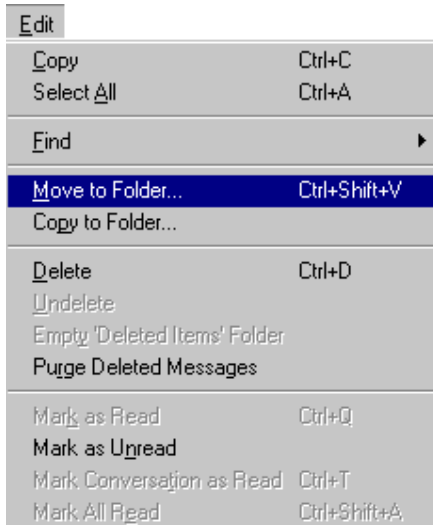 Edit
Copy Ctrl+C
Select All Ctrl+A
Find
Move to Folder... Ctrl+Shift+V
Copy to Folder...
Delete Ctrl+D
Undelete
Empty 'Deleted Items' Folder
Purge Deleted Messages
Mark as Read Ctrl+Q
Mark as Unread
Mark Conversation as Read Ctrl+T
Mark All Read Ctrl+Shift+A